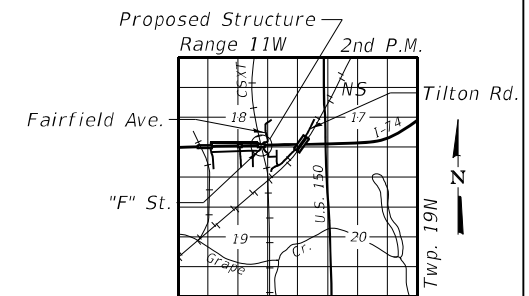 Proposed Structure
Range 11W 2nd P.M.
CSXT
NS
Tilton Rd.
Fairfield Ave.
18
17
I-74
"F" St.
U.S. 150
N
Twp. 19N
19
20
Grape Cr.